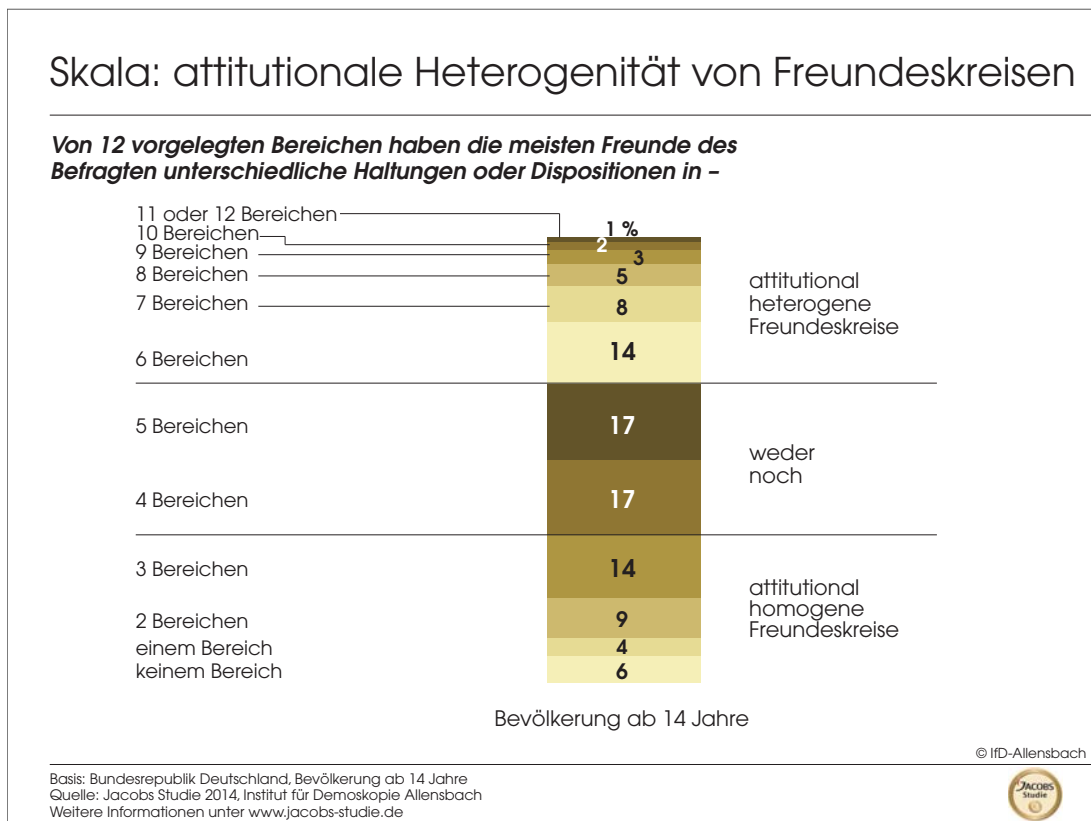 Skala: attitutionale Heterogenität von Freundeskreisen
Von 12 vorgelegten Bereichen haben die meisten Freunde des
Befragten unterschiedliche Haltungen oder Dispositionen in –
11 oder 12 Bereichen
1 %
10 Bereichen
2
9 Bereichen
3
8 Bereichen
5
7 Bereichen
8
6 Bereichen
14
attitutional
heterogene
Freundeskreise
5 Bereichen
17
4 Bereichen
17
weder
noch
3 Bereichen
14
2 Bereichen
9
einem Bereich
4
keinem Bereich
6
attitutional
homogene
Freundeskreise
Bevölkerung ab 14 Jahre
© IfD-Allensbach
Basis: Bundesrepublik Deutschland, Bevölkerung ab 14 Jahre
Quelle: Jacobs Studie 2014, Institut für Demoskopie Allensbach
Weitere Informationen unter www.jacobs-studie.de
JACOBS
Studie